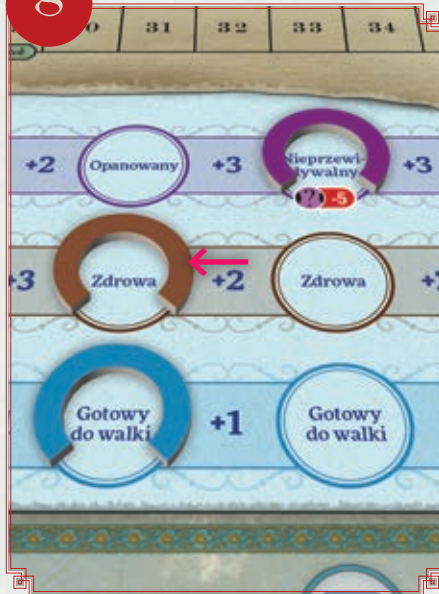 8
31 32 33 34
+2 Opanowany +3 Nieprzewi-
dywalny +3
? -5
+3 Zdrowa +2 Zdrowa
Gotowy
do walki +1 Gotowy
do walki